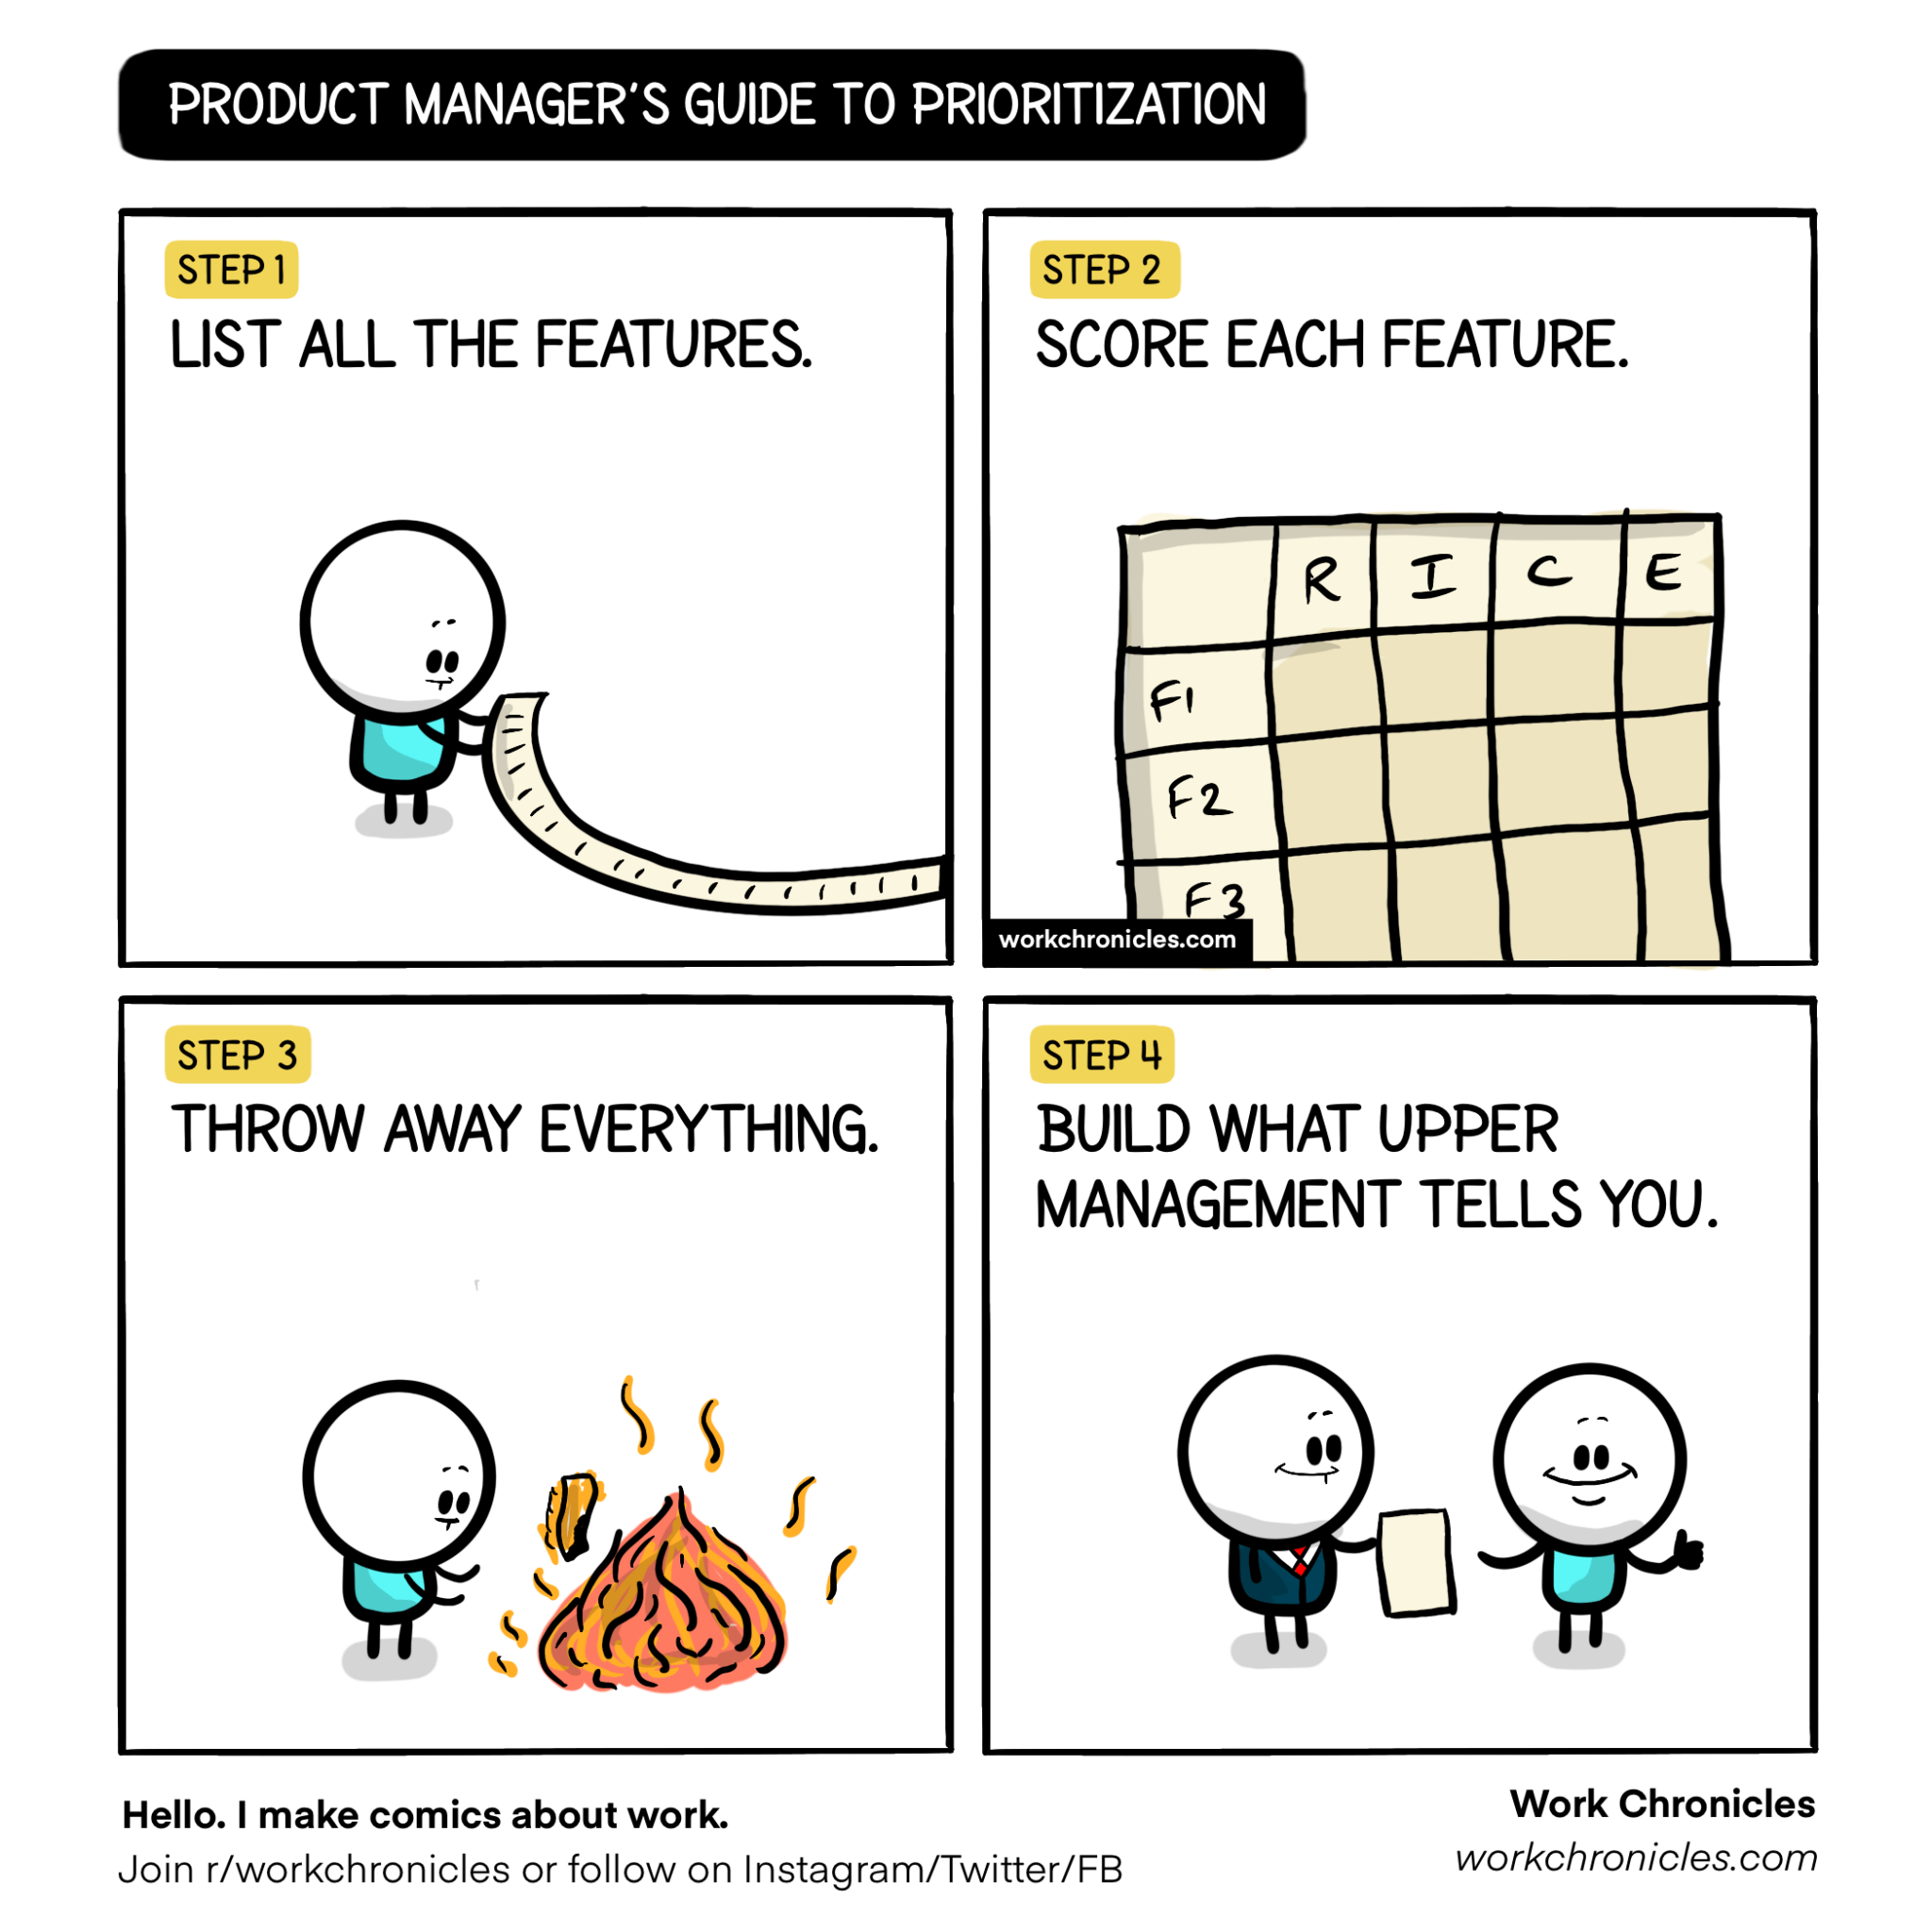 PRODUCT MANAGER'S GUIDE TO PRIORITIZATION
STEP 1
LIST ALL THE FEATURES.
STEP 2
SCORE EACH FEATURE.
R I C E
F1
F2
F3
workchronicles.com
STEP 3
THROW AWAY EVERYTHING.
STEP 4
BUILD WHAT UPPER
MANAGEMENT TELLS YOU.
Hello. I make comics about work.
Join r/workchronicles or follow on Instagram/Twitter/FB
Work Chronicles
workchronicles.com